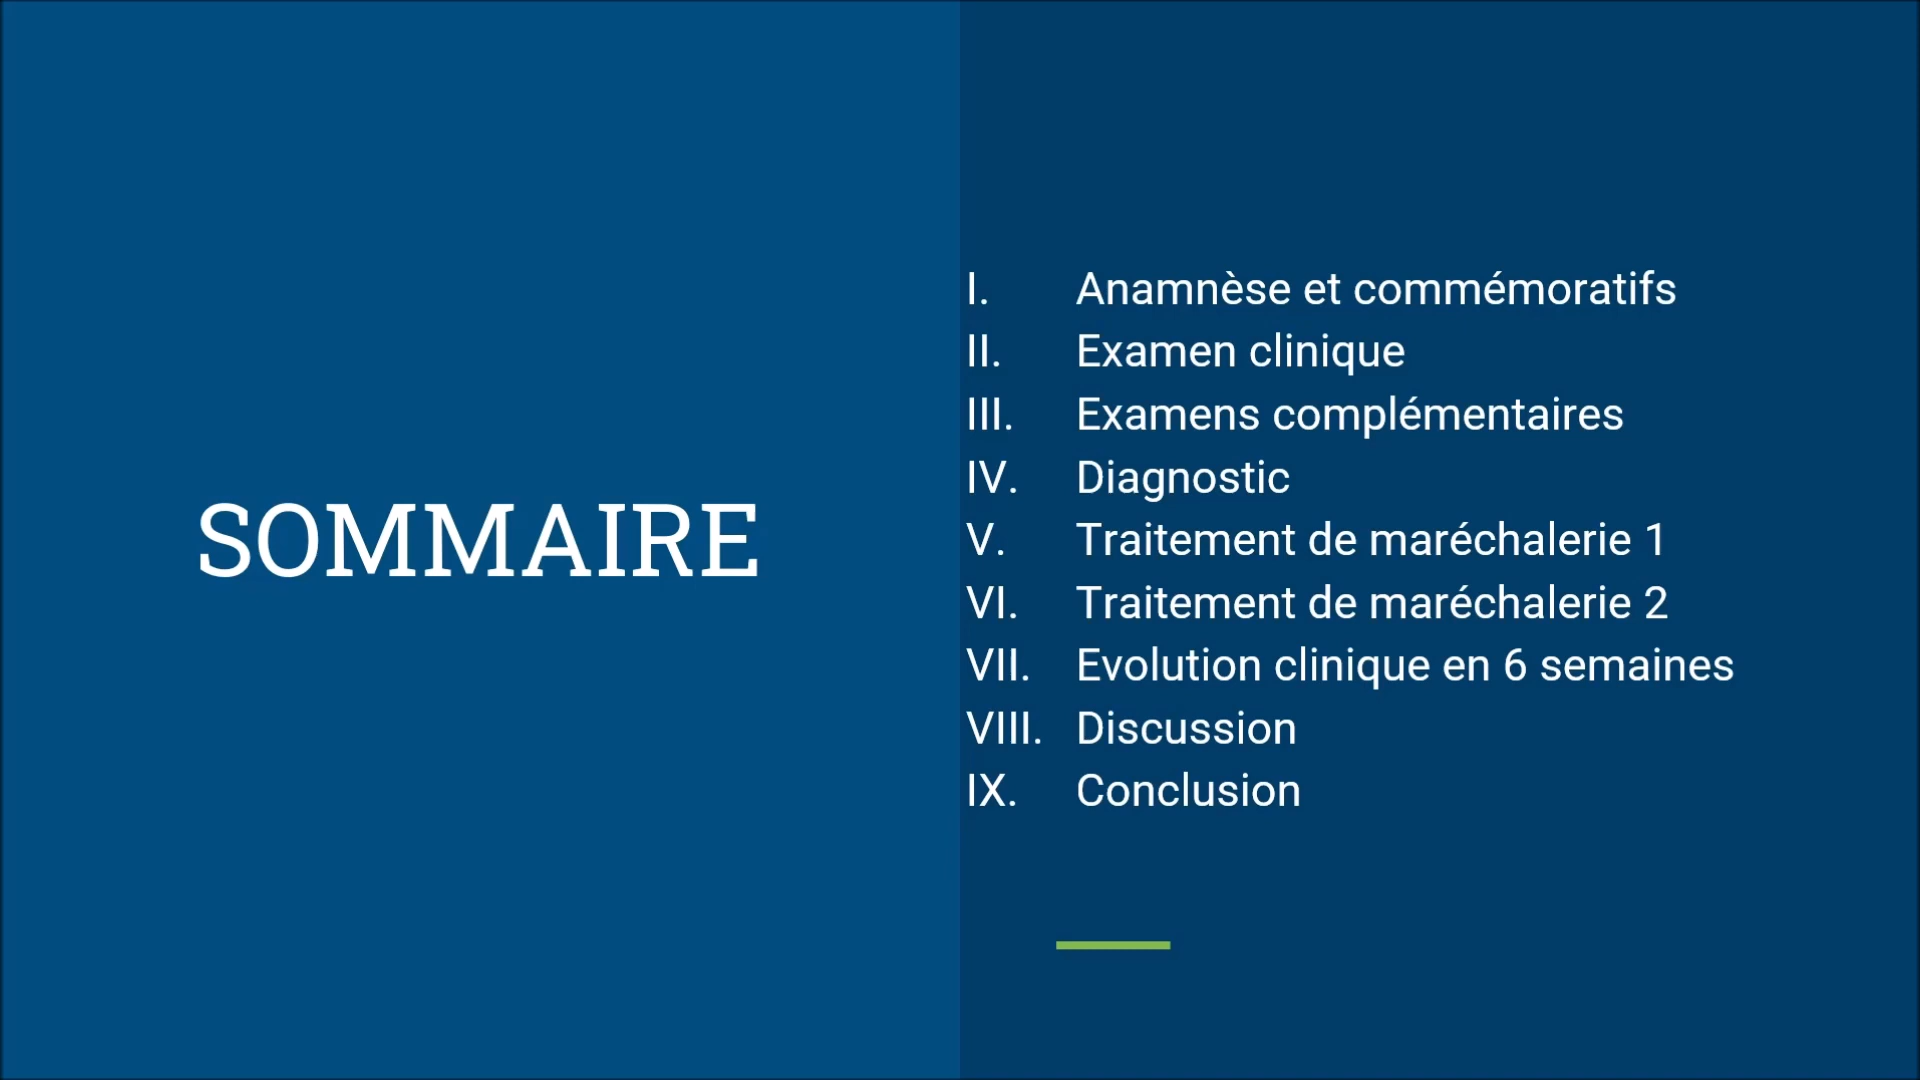 SOMMAIRE
I. Anamnèse et commémoratifs
II. Examen clinique
III. Examens complémentaires
IV. Diagnostic
V. Traitement de maréchalerie 1
VI. Traitement de maréchalerie 2
VII. Evolution clinique en 6 semaines
VIII. Discussion
IX. Conclusion